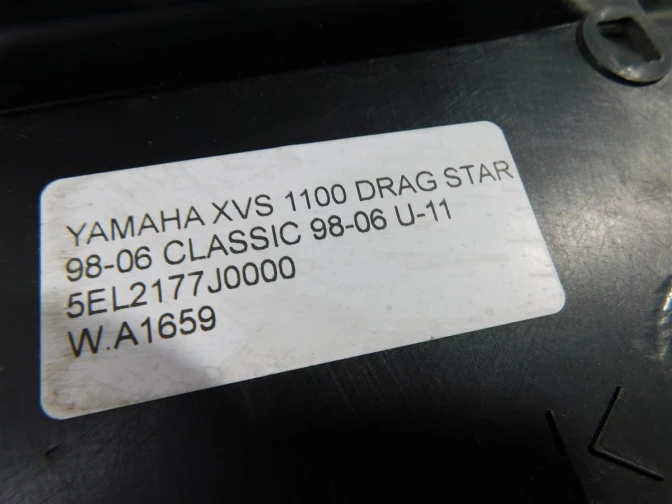 YAMAHA XVS 1100 DRAG STAR
98-06 CLASSIC 98-06 U-11
5EL2177J0000
W.A1659